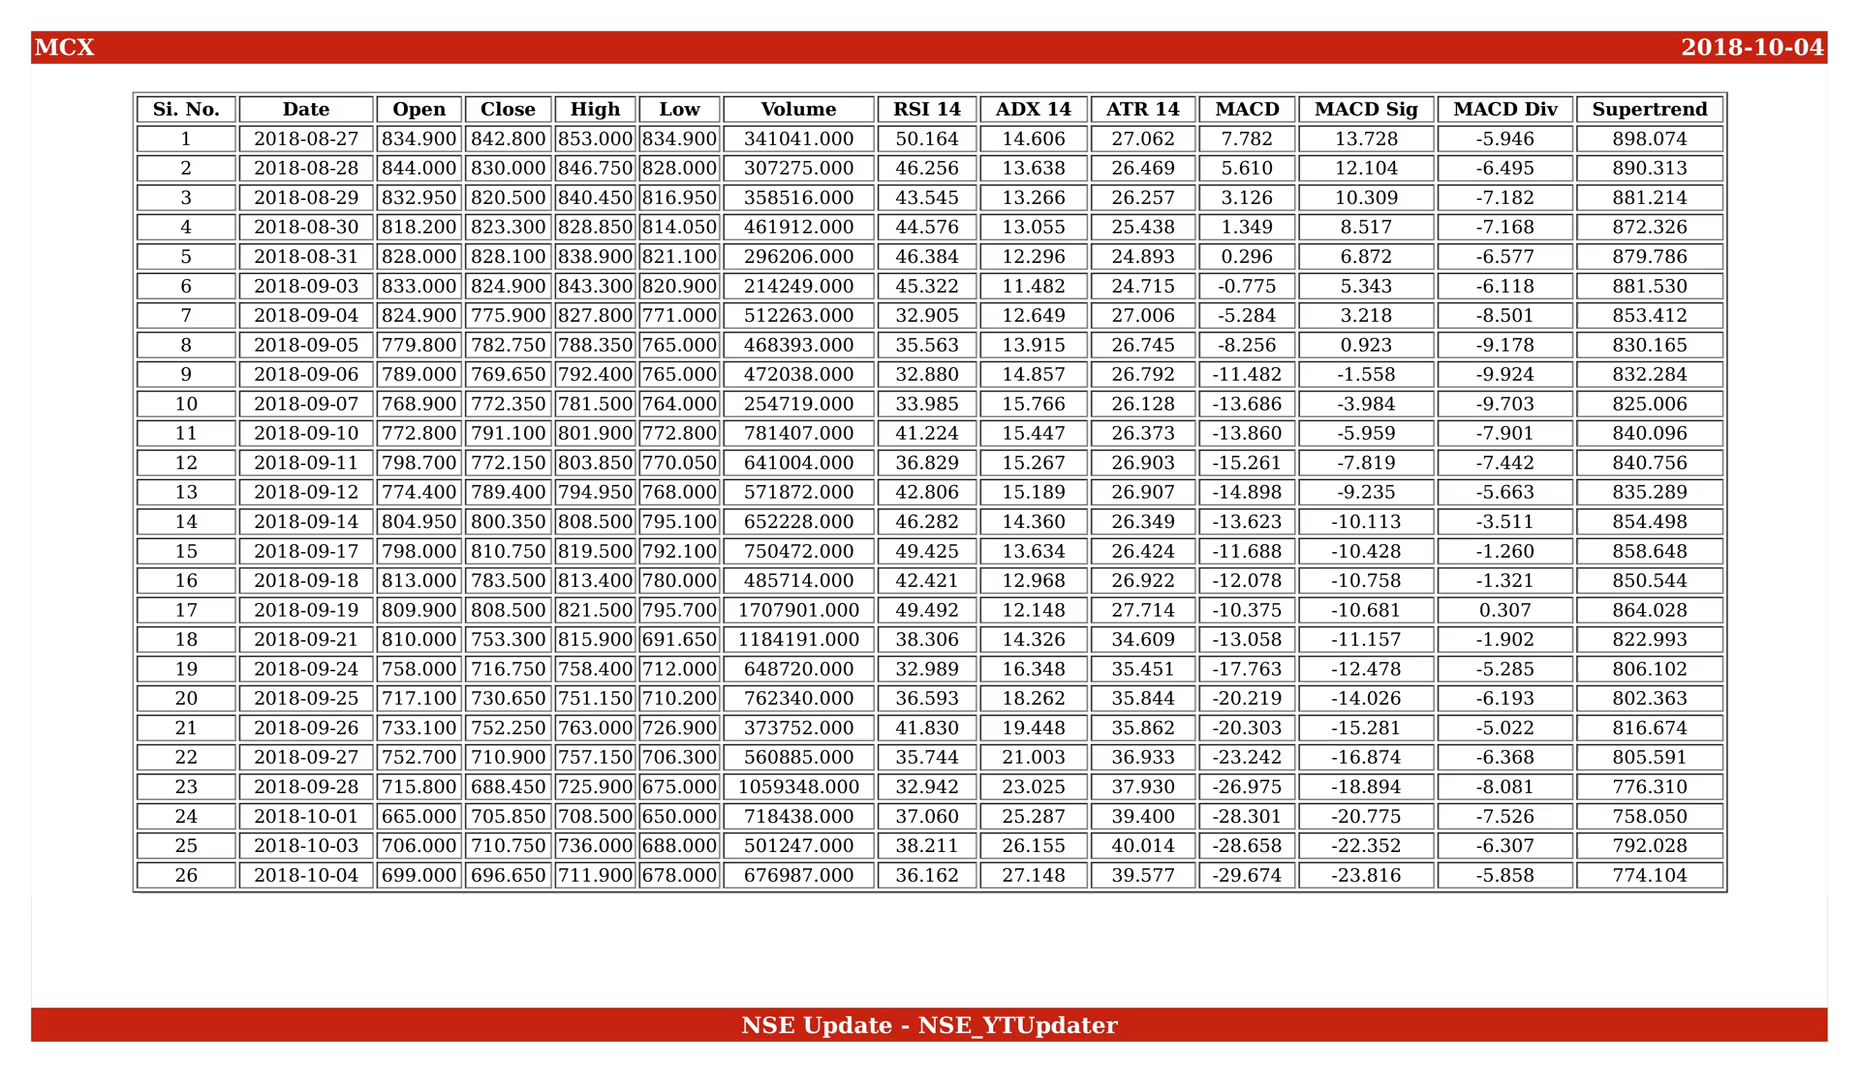 MCX 2018-10-04
Si. No. Date Open Close High Low Volume RSI 14 ADX 14 ATR 14 MACD MACD Sig MACD Div Supertrend
1 2018-08-27 834.900 842.800 853.000 834.900 341041.000 50.164 14.606 27.062 7.782 13.728 -5.946 898.074
2 2018-08-28 844.000 830.000 846.750 828.000 307275.000 46.256 13.638 26.469 5.610 12.104 -6.495 890.313
3 2018-08-29 832.950 820.500 840.450 816.950 358516.000 43.545 13.266 26.257 3.126 10.309 -7.182 881.214
4 2018-08-30 818.200 823.300 828.850 814.050 461912.000 44.576 13.055 25.438 1.349 8.517 -7.168 872.326
5 2018-08-31 828.000 828.100 838.900 821.100 296206.000 46.384 12.296 24.893 0.296 6.872 -6.577 879.786
6 2018-09-03 833.000 824.900 843.300 820.900 214249.000 45.322 11.482 24.715 -0.775 5.343 -6.118 881.530
7 2018-09-04 824.900 775.900 827.800 771.000 512263.000 32.905 12.649 27.006 -5.284 3.218 -8.501 853.412
8 2018-09-05 779.800 782.750 788.350 765.000 468393.000 35.563 13.915 26.745 -8.256 0.923 -9.178 830.165
9 2018-09-06 789.000 769.650 792.400 765.000 472038.000 32.880 14.857 26.792 -11.482 -1.558 -9.924 832.284
10 2018-09-07 768.900 772.350 781.500 764.000 254719.000 33.985 15.766 26.128 -13.686 -3.984 -9.703 825.006
11 2018-09-10 772.800 791.100 801.900 772.800 781407.000 41.224 15.447 26.373 -13.860 -5.959 -7.901 840.096
12 2018-09-11 798.700 772.150 803.850 770.050 641004.000 36.829 15.267 26.903 -15.261 -7.819 -7.442 840.756
13 2018-09-12 774.400 789.400 794.950 768.000 571872.000 42.806 15.189 26.907 -14.898 -9.235 -5.663 835.289
14 2018-09-14 804.950 800.350 808.500 795.100 652228.000 46.282 14.360 26.349 -13.623 -10.113 -3.511 854.498
15 2018-09-17 798.000 810.750 819.500 792.100 750472.000 49.425 13.634 26.424 -11.688 -10.428 -1.260 858.648
16 2018-09-18 813.000 783.500 813.400 780.000 485714.000 42.421 12.968 26.922 -12.078 -10.758 -1.321 850.544
17 2018-09-19 809.900 808.500 821.500 795.700 1707901.000 49.492 12.148 27.714 -10.375 -10.681 0.307 864.028
18 2018-09-21 810.000 753.300 815.900 691.650 1184191.000 38.306 14.326 34.609 -13.058 -11.157 -1.902 822.993
19 2018-09-24 758.000 716.750 758.400 712.000 648720.000 32.989 16.348 35.451 -17.763 -12.478 -5.285 806.102
20 2018-09-25 717.100 730.650 751.150 710.200 762340.000 36.593 18.262 35.844 -20.219 -14.026 -6.193 802.363
21 2018-09-26 733.100 752.250 763.000 726.900 373752.000 41.830 19.448 35.862 -20.303 -15.281 -5.022 816.674
22 2018-09-27 752.700 710.900 757.150 706.300 560885.000 35.744 21.003 36.933 -23.242 -16.874 -6.368 805.591
23 2018-09-28 715.800 688.450 725.900 675.000 1059348.000 32.942 23.025 37.930 -26.975 -18.894 -8.081 776.310
24 2018-10-01 665.000 705.850 708.500 650.000 718438.000 37.060 25.287 39.400 -28.301 -20.775 -7.526 758.050
25 2018-10-03 706.000 710.750 736.000 688.000 501247.000 38.211 26.155 40.014 -28.658 -22.352 -6.307 792.028
26 2018-10-04 699.000 696.650 711.900 678.000 676987.000 36.162 27.148 39.577 -29.674 -23.816 -5.858 774.104
NSE Update - NSE_YTUpdater